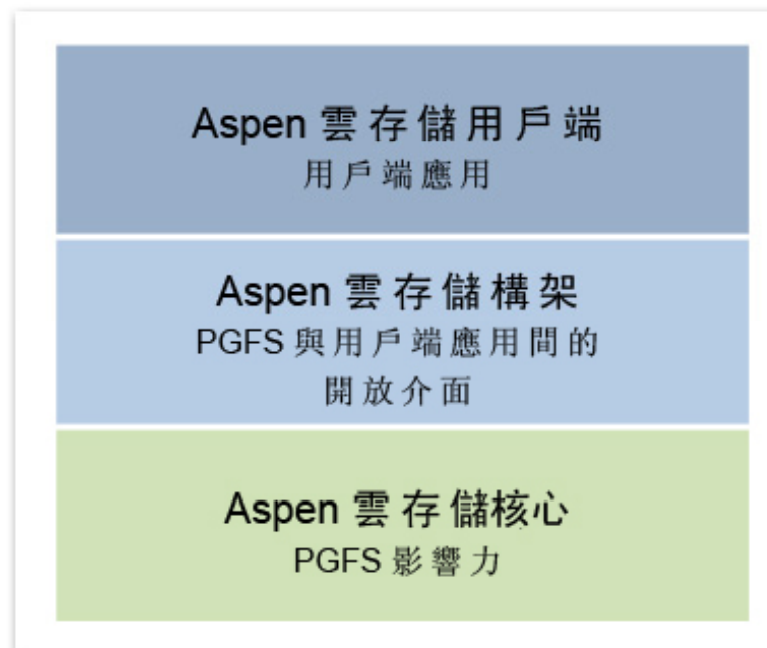 Aspen 雲存儲用戶端
用戶端應用
Aspen 雲存儲構架
PGFS 與用戶端應用間的
開放介面
Aspen 雲存儲核心
PGFS 影響力